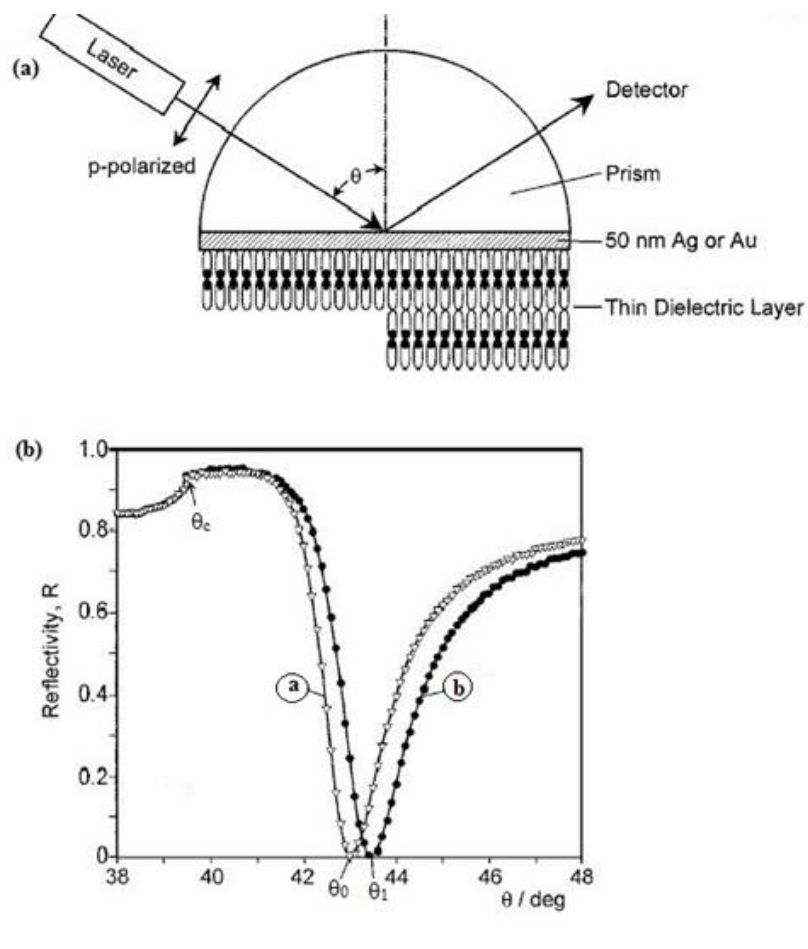 (a)
Laser
p-polarized
θ
Detector
Prism
50 nm Ag or Au
Thin Dielectric Layer
(b)
Reflectivity, R
1.0
0.8
0.6
0.4
0.2
0
θc
a
b
38
40
42
44
46
48
θ0
θ1
θ / deg